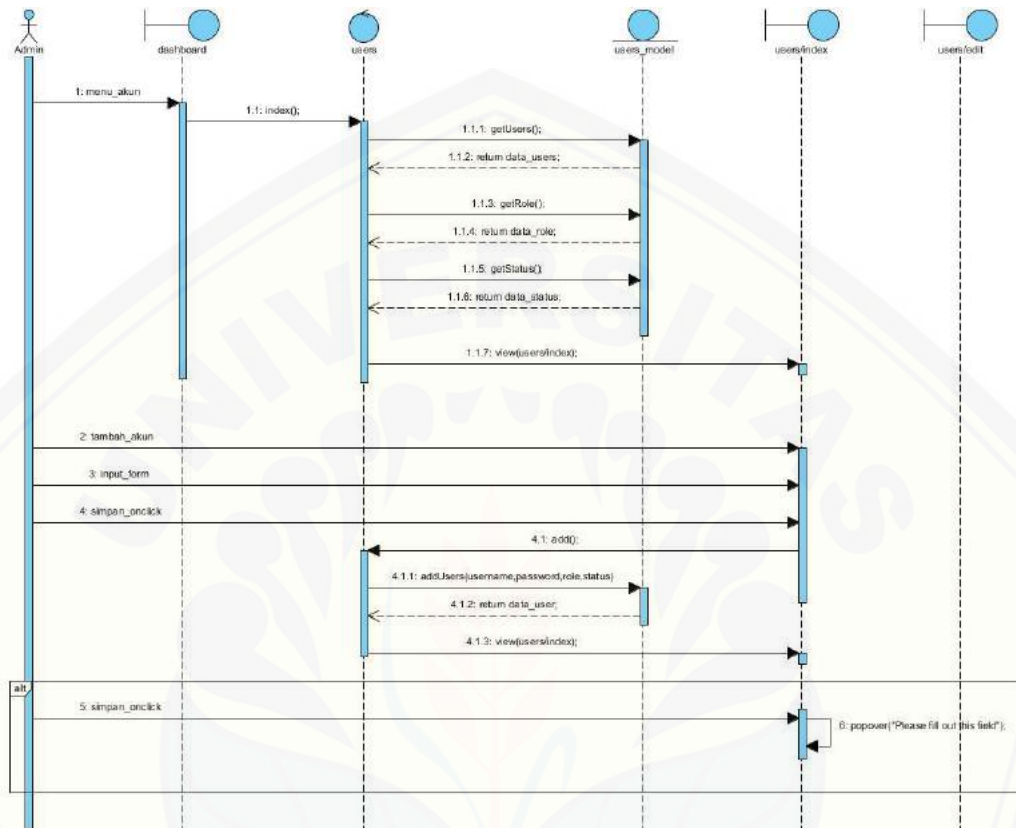 Admin
dashboard
users
users_model
users/index
users/edit
1: menu_akun
1.1: index();
1.1.1: getUsers();
1.1.2: return data_users;
1.1.3: getRole();
1.1.4: return data_role;
1.1.5: getStatus()
1.1.6: return data_status;
1.1.7: view(users/index);
2: tambah_akun
3: input_form
4: simpan_onclick
4.1: add();
4.1.1: addUsers(username,password,role,status)
4.1.2: return data_user;
4.1.3: view(users/index);
alt
5: simpan_onclick
6: popover("Please fill out this field");
UNIVERSITAS